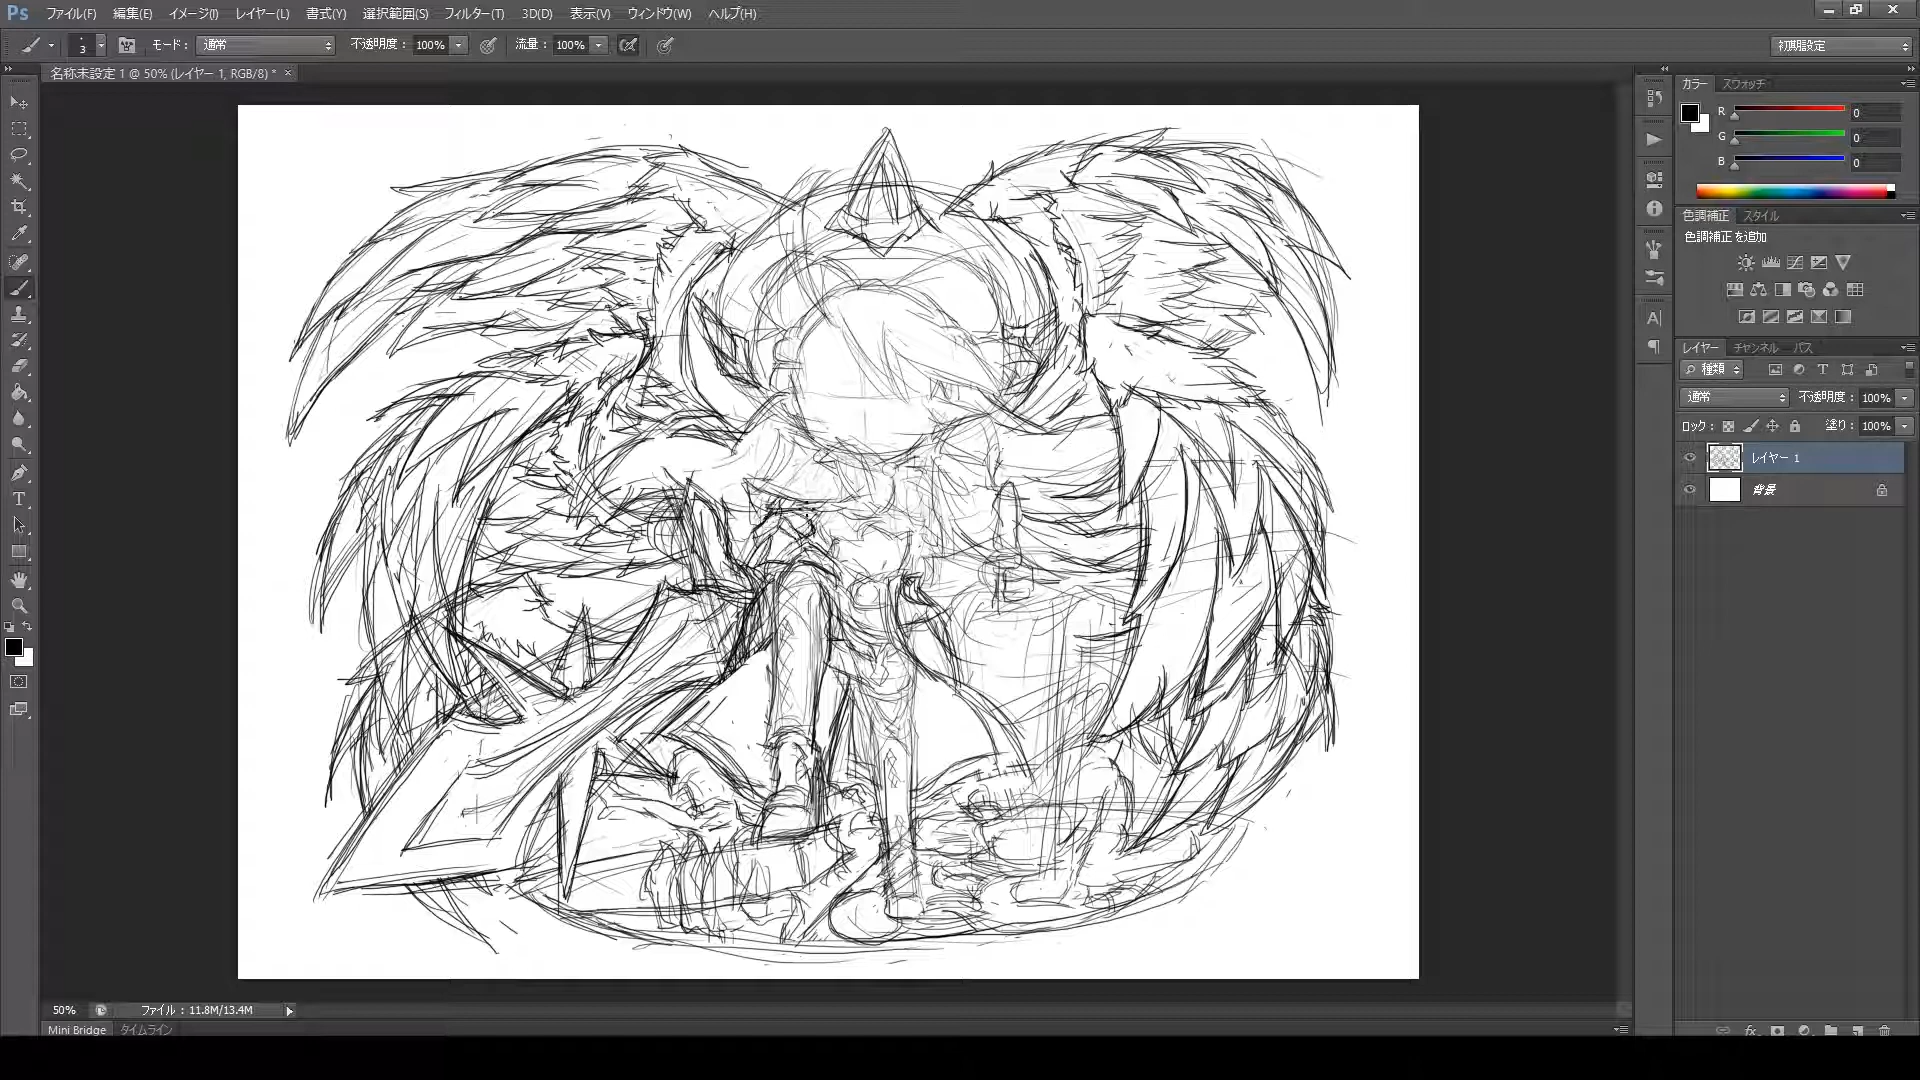 Ps ファイル(F) 編集(E) イメージ(I) レイヤー(L) 書式(Y) 選択範囲(S) フィルター(T) 3D(D) 表示(V) ウィンドウ(W) ヘルプ(H)
3 モード : 通常 不透明度 : 100% 流量 : 100% 初期設定
名称未設定 1 @ 50% (レイヤー 1, RGB/8) * ×
カラー スウォッチ
R 0
G 0
B 0
色調補正 スタイル
色調補正を追加
レイヤー チャンネル パス
種類
通常 不透明度 : 100%
ロック : 塗り : 100%
レイヤー 1
背景
50% ファイル : 11.8M/13.4M
Mini Bridge タイムライン